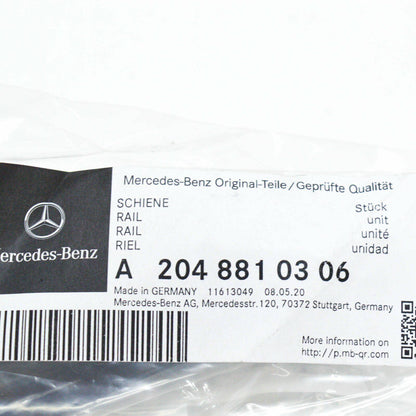 Mercedes-Benz Original-Teile/Geprüfte Qualität
SCHIENE Stück
RAIL unit
RAIL unité
RIEL unidad
Mercedes-Benz
A 204 881 03 06
Made in GERMANY 11613049 08.05.20
Mercedes-Benz AG, Mercedesstr.120, 70372 Stuttgart, Germany
More information on
http://p.mb-qr.com